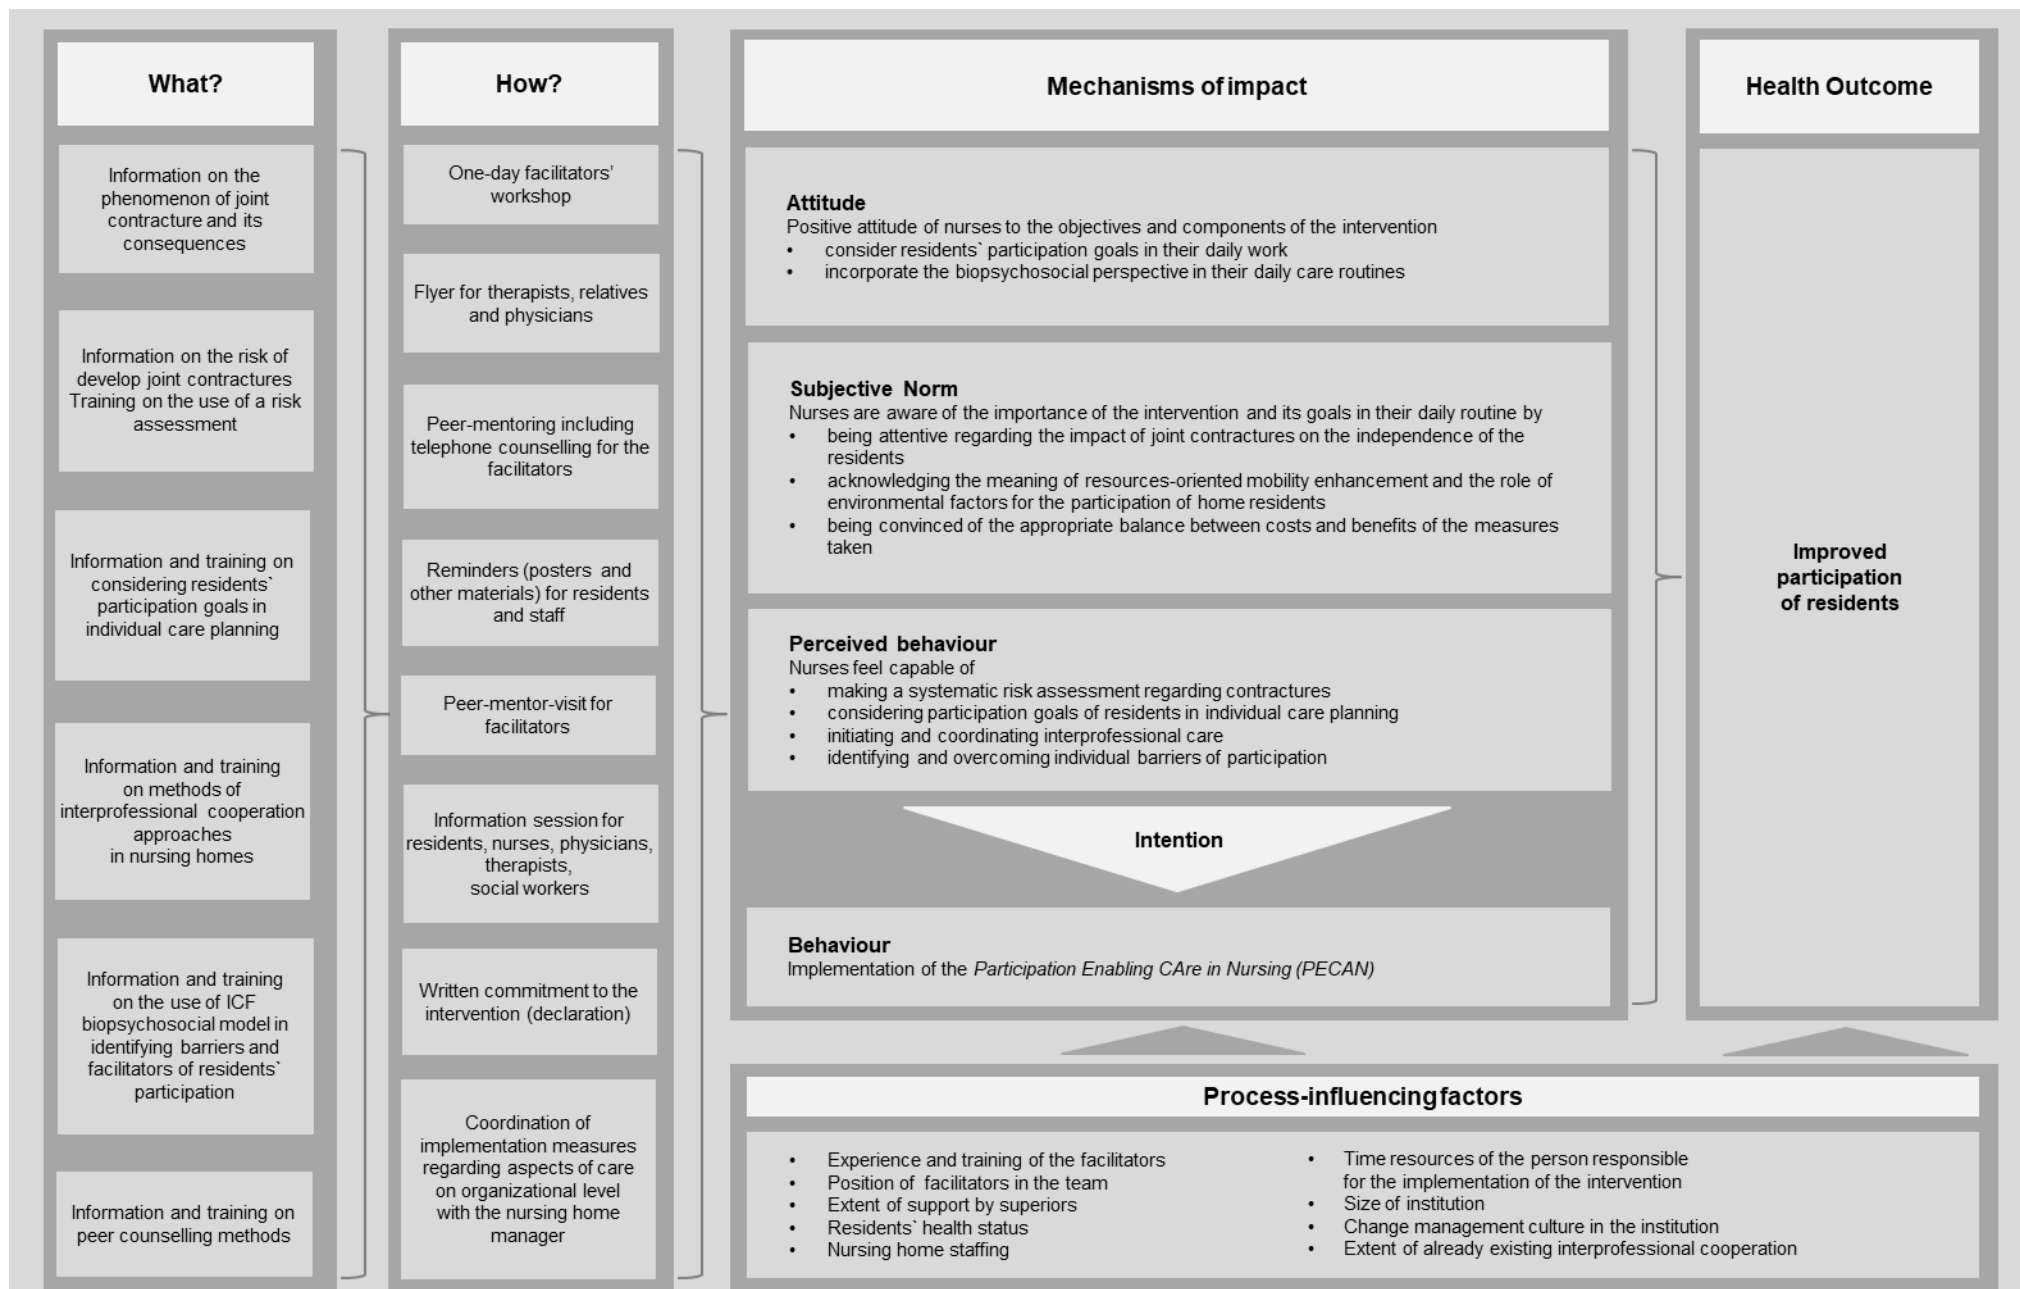 What?
Information on the
phenomenon of joint
contracture and its
consequences
Information on the risk of
develop joint contractures
Training on the use of a risk
assessment
Information and training on
considering residents`
participation goals in
individual care planning
Information and training
on methods of
interprofessional cooperation
approaches
in nursing homes
Information and training
on the use of ICF
biopsychosocial model in
identifying barriers and
facilitators of residents`
participation
Information and training on
peer counselling methods
How?
One-day facilitators’
workshop
Flyer for therapists, relatives
and physicians
Peer-mentoring including
telephone counselling for the
facilitators
Reminders (posters and
other materials) for residents
and staff
Peer-mentor-visit for
facilitators
Information session for
residents, nurses, physicians,
therapists,
social workers
Written commitment to the
intervention (declaration)
Coordination of
implementation measures
regarding aspects of care
on organizational level
with the nursing home
manager
Mechanisms of impact
Attitude
Positive attitude of nurses to the objectives and components of the intervention
• consider residents` participation goals in their daily work
• incorporate the biopsychosocial perspective in their daily care routines
Subjective Norm
Nurses are aware of the importance of the intervention and its goals in their daily routine by
• being attentive regarding the impact of joint contractures on the independence of the
residents
• acknowledging the meaning of resources-oriented mobility enhancement and the role of
environmental factors for the participation of home residents
• being convinced of the appropriate balance between costs and benefits of the measures
taken
Perceived behaviour
Nurses feel capable of
• making a systematic risk assessment regarding contractures
• considering participation goals of residents in individual care planning
• initiating and coordinating interprofessional care
• identifying and overcoming individual barriers of participation
Intention
Behaviour
Implementation of the Participation Enabling CAre in Nursing (PECAN)
Health Outcome
Improved
participation
of residents
Process-influencing factors
• Experience and training of the facilitators
• Position of facilitators in the team
• Extent of support by superiors
• Residents` health status
• Nursing home staffing
• Time resources of the person responsible
for the implementation of the intervention
• Size of institution
• Change management culture in the institution
• Extent of already existing interprofessional cooperation